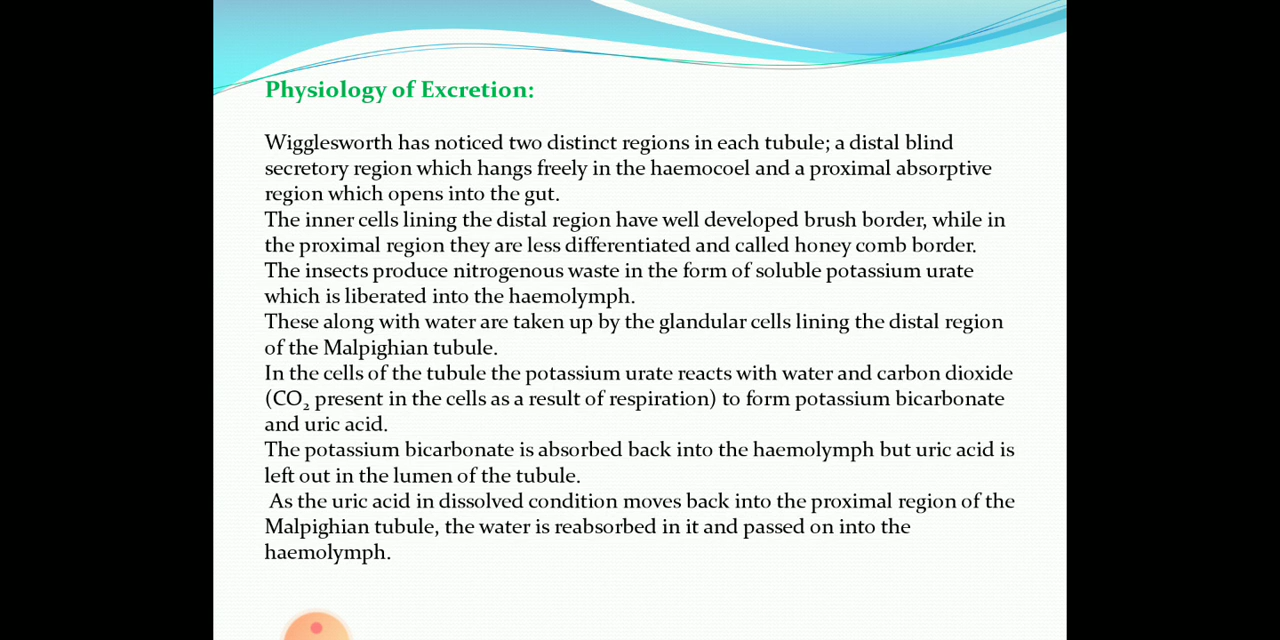 Physiology of Excretion:
Wigglesworth has noticed two distinct regions in each tubule; a distal blind
secretory region which hangs freely in the haemocoel and a proximal absorptive
region which opens into the gut.
The inner cells lining the distal region have well developed brush border, while in
the proximal region they are less differentiated and called honey comb border.
The insects produce nitrogenous waste in the form of soluble potassium urate
which is liberated into the haemolymph.
These along with water are taken up by the glandular cells lining the distal region
of the Malpighian tubule.
In the cells of the tubule the potassium urate reacts with water and carbon dioxide
(CO₂ present in the cells as a result of respiration) to form potassium bicarbonate
and uric acid.
The potassium bicarbonate is absorbed back into the haemolymph but uric acid is
left out in the lumen of the tubule.
As the uric acid in dissolved condition moves back into the proximal region of the
Malpighian tubule, the water is reabsorbed in it and passed on into the
haemolymph.